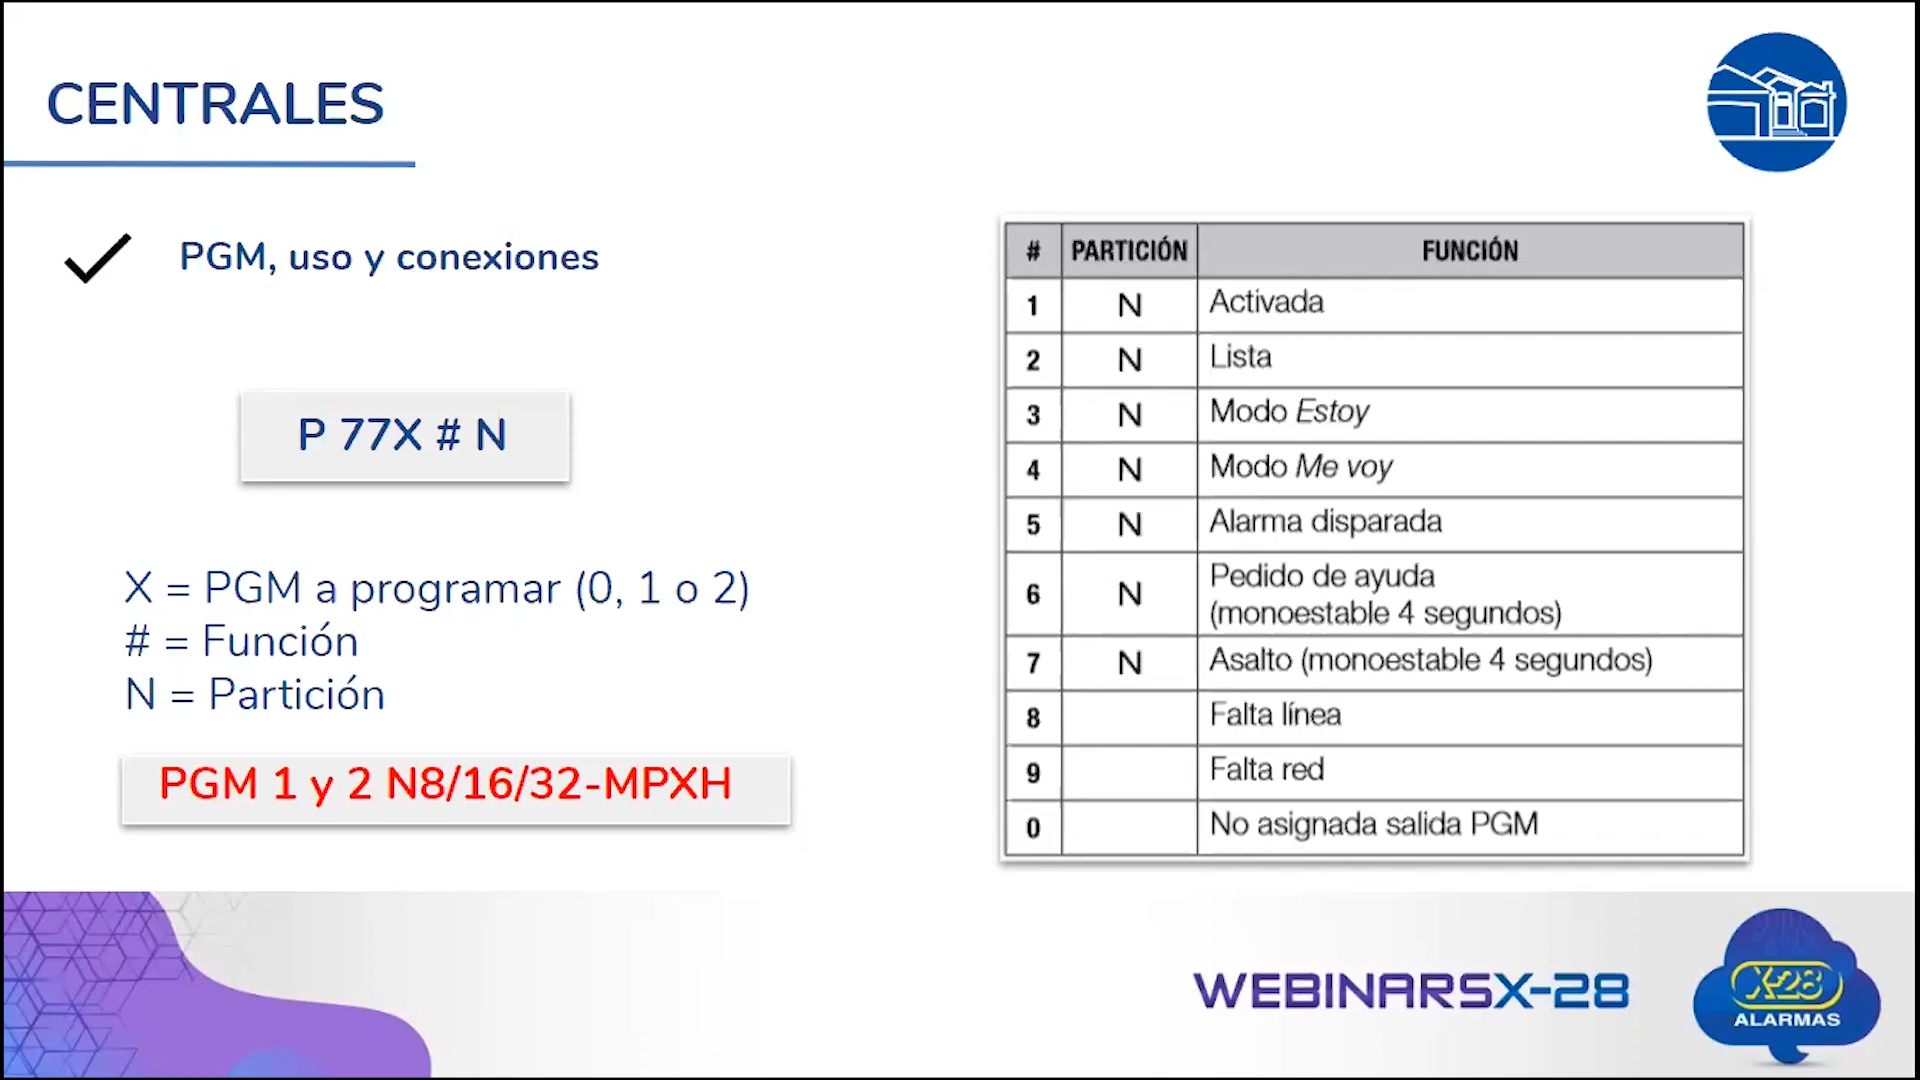 CENTRALES
PGM, uso y conexiones
P 77X # N
X = PGM a programar (0, 1 o 2)
# = Función
N = Partición
PGM 1 y 2 N8/16/32-MPXH
# PARTICIÓN FUNCIÓN
1 N Activada
2 N Lista
3 N Modo Estoy
4 N Modo Me voy
5 N Alarma disparada
6 N Pedido de ayuda
(monoestable 4 segundos)
7 N Asalto (monoestable 4 segundos)
8 Falta línea
9 Falta red
0 No asignada salida PGM
WEBINARSX-28
X-28
ALARMAS